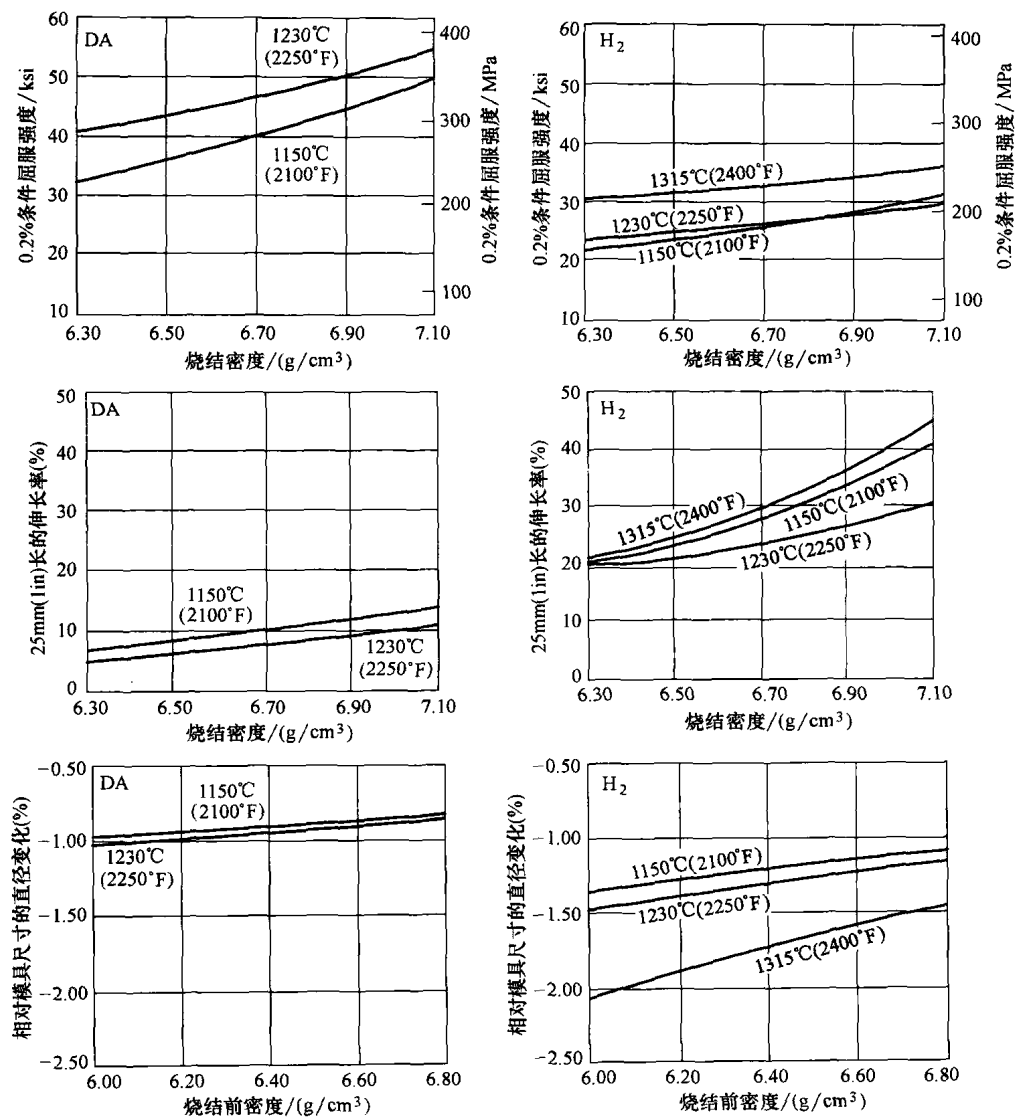 DA
1230℃
(2250°F)
1150℃
(2100°F)
60
50
40
30
20
10
0.2%条件屈服强度/ksi
400
300
200
100
0.2%条件屈服强度/MPa
6.30
6.50
6.70
6.90
7.10
烧结密度/(g/cm³)
H₂
1315℃(2400°F)
1230℃(2250°F)
1150℃(2100°F)
60
50
40
30
20
10
0.2%条件屈服强度/ksi
400
300
200
100
0.2%条件屈服强度/MPa
6.30
6.50
6.70
6.90
7.10
烧结密度/(g/cm³)
DA
1150℃
(2100°F)
1230℃
(2250°F)
50
40
30
20
10
0
25mm(1in)长的伸长率(%)
6.30
6.50
6.70
6.90
7.10
烧结密度/(g/cm³)
H₂
1315℃(2400°F)
1150℃(2100°F)
1230℃(2250°F)
50
40
30
20
10
0
25mm(1in)长的伸长率(%)
6.30
6.50
6.70
6.90
7.10
烧结密度/(g/cm³)
DA
1150℃
(2100°F)
1230℃
(2250°F)
−0.50
−1.00
−1.50
−2.00
−2.50
相对模具尺寸的直径变化(%)
6.00
6.20
6.40
6.60
6.80
烧结前密度/(g/cm³)
H₂
1150℃(2100°F)
1230℃(2250°F)
1315℃(2400°F)
−0.50
−1.00
−1.50
−2.00
−2.50
相对模具尺寸的直径变化(%)
6.00
6.20
6.40
6.60
6.80
烧结前密度/(g/cm³)